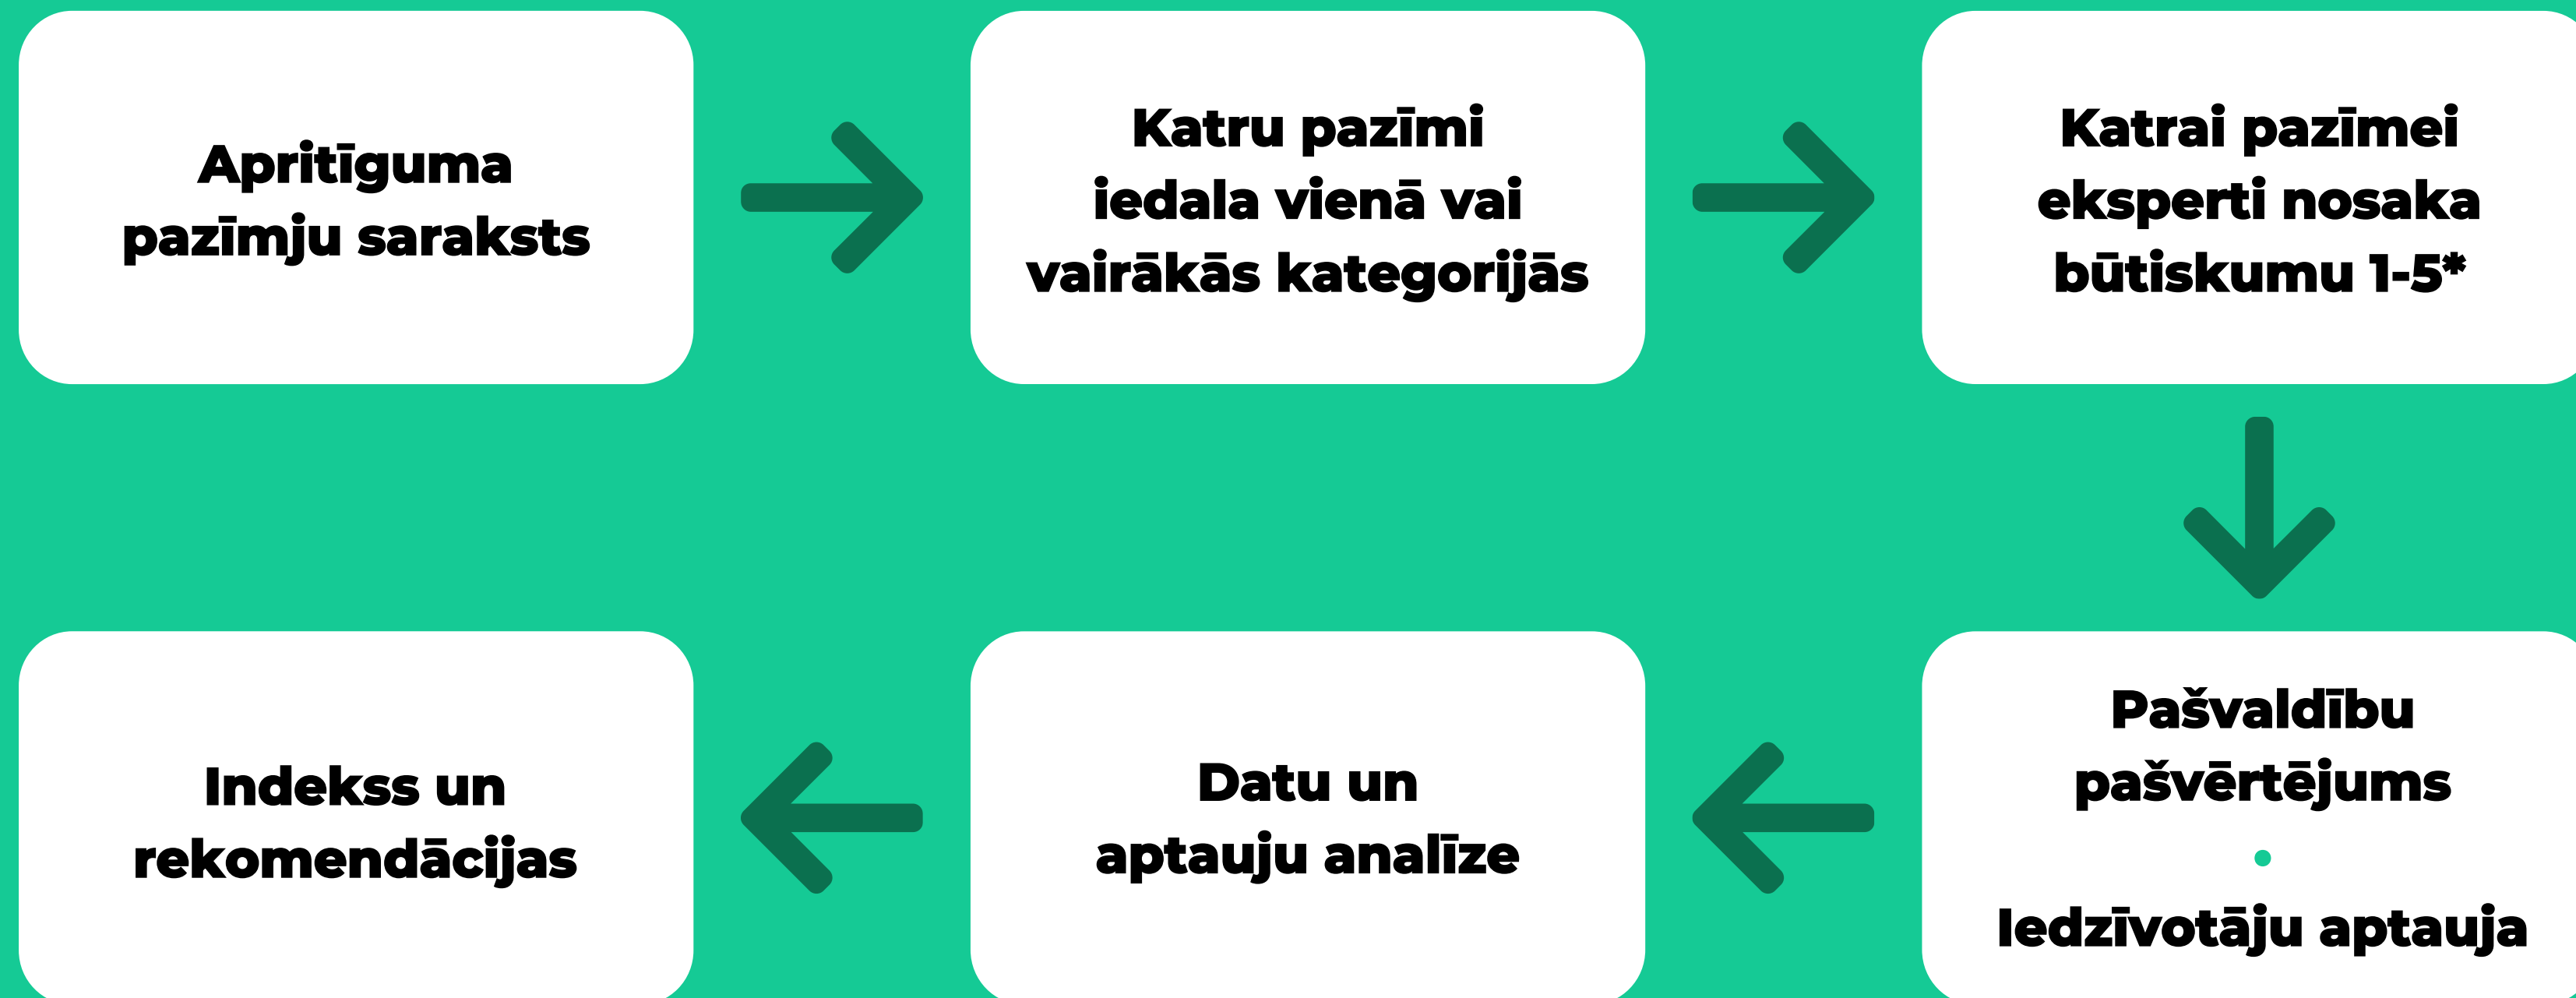 Apritīguma
pazīmju saraksts
Katru pazīmi
iedala vienā vai
vairākās kategorijās
Katrai pazīmei
eksperti nosaka
būtiskumu 1-5*
Pašvaldību
pašvērtējums
•
Iedzīvotāju aptauja
Datu un
aptauju analīze
Indekss un
rekomendācijas